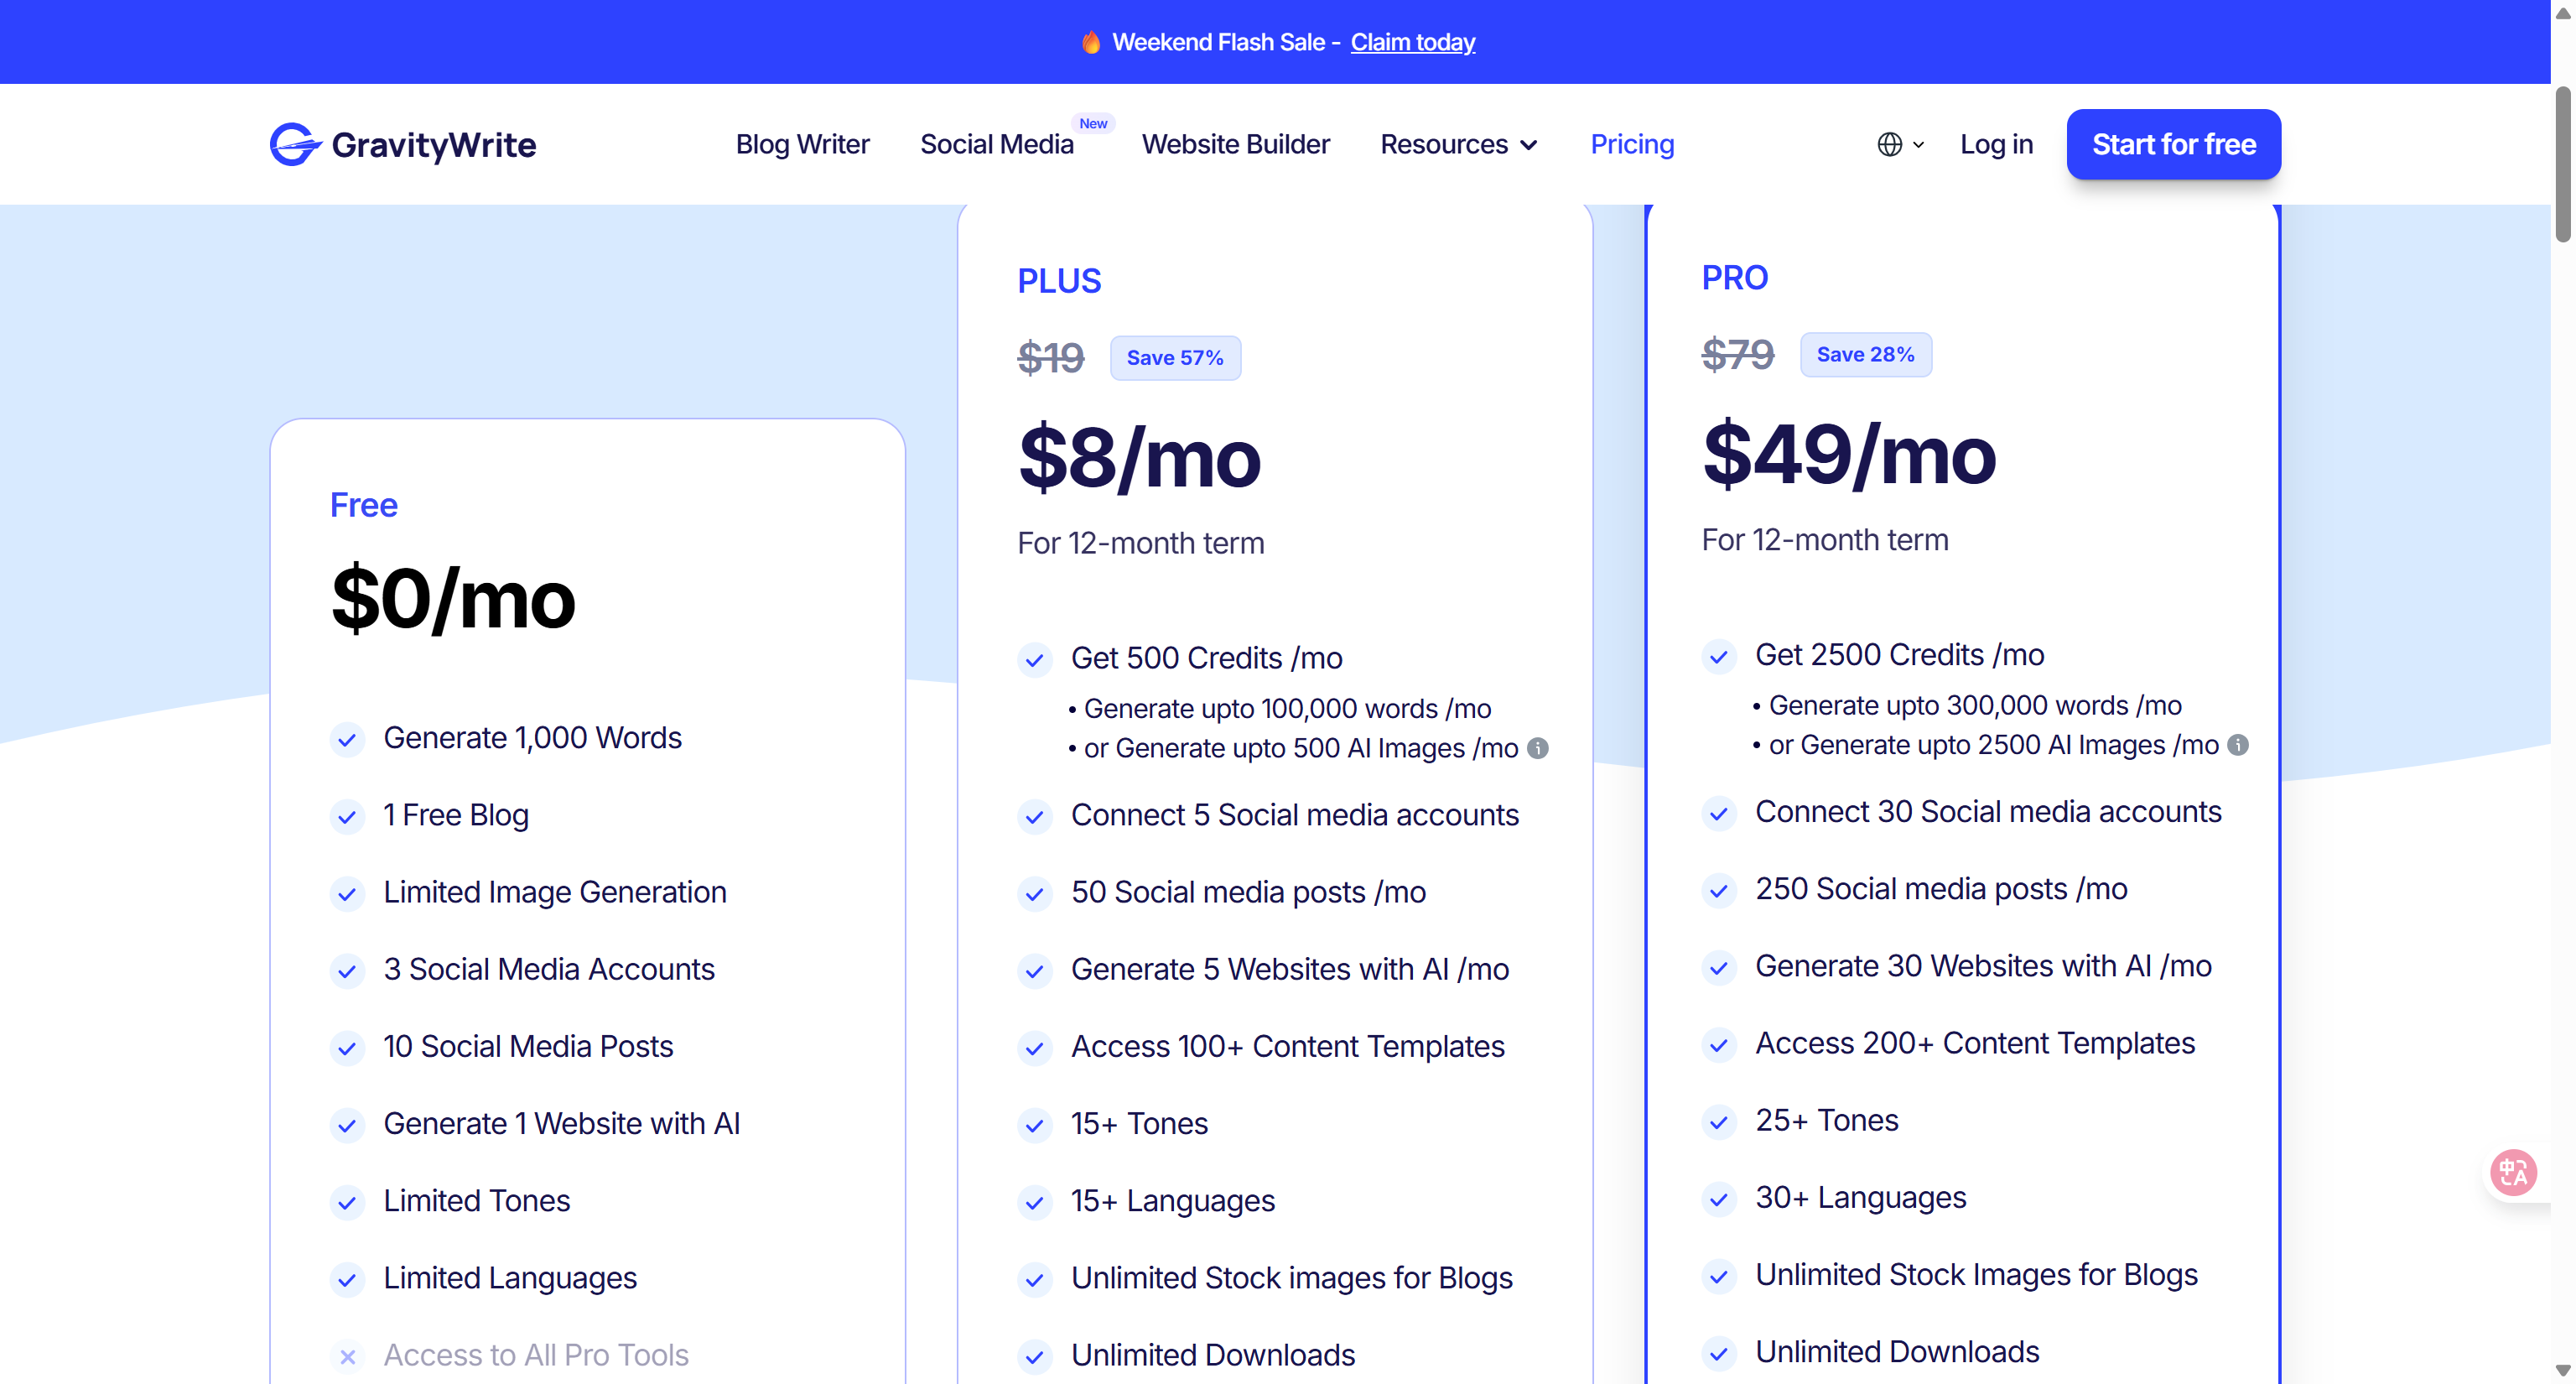 🔥 Weekend Flash Sale - Claim today
GravityWrite
Blog Writer
Social Media
New
Website Builder
Resources
Pricing
Log in
Start for free
Free
$0/mo
Generate 1,000 Words
1 Free Blog
Limited Image Generation
3 Social Media Accounts
10 Social Media Posts
Generate 1 Website with AI
Limited Tones
Limited Languages
Access to All Pro Tools
PLUS
$19 Save 57%
$8/mo
For 12-month term
Get 500 Credits /mo
• Generate upto 100,000 words /mo
• or Generate upto 500 AI Images /mo
Connect 5 Social media accounts
50 Social media posts /mo
Generate 5 Websites with AI /mo
Access 100+ Content Templates
15+ Tones
15+ Languages
Unlimited Stock images for Blogs
Unlimited Downloads
PRO
$79 Save 28%
$49/mo
For 12-month term
Get 2500 Credits /mo
• Generate upto 300,000 words /mo
• or Generate upto 2500 AI Images /mo
Connect 30 Social media accounts
250 Social media posts /mo
Generate 30 Websites with AI /mo
Access 200+ Content Templates
25+ Tones
30+ Languages
Unlimited Stock Images for Blogs
Unlimited Downloads
中A